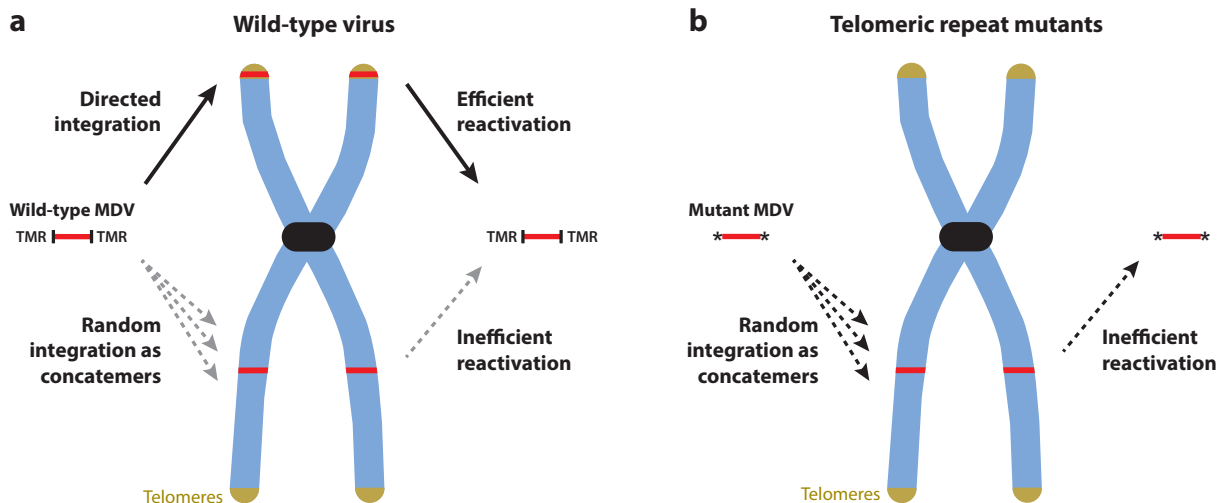 a
Wild-type virus
Directed
integration
Efficient
reactivation
Wild-type MDV
TMR
TMR
TMR
TMR
Random
integration as
concatemers
Inefficient
reactivation
Telomeres
b
Telomeric repeat mutants
Mutant MDV
*
*
*
*
Random
integration as
concatemers
Inefficient
reactivation
Telomeres